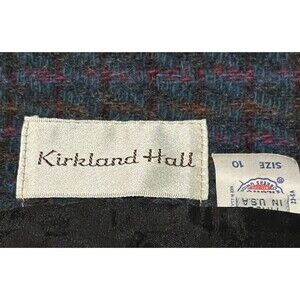 Kirkland Hall
SIZE 10
IN USA